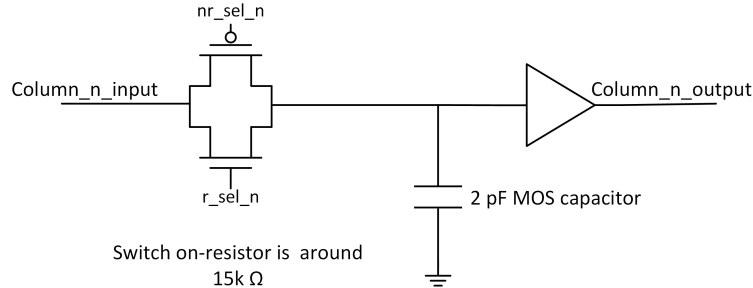 nr_sel_n
Column_n_input
Column_n_output
r_sel_n
2 pF MOS capacitor
Switch on-resistor is around
15k Ω